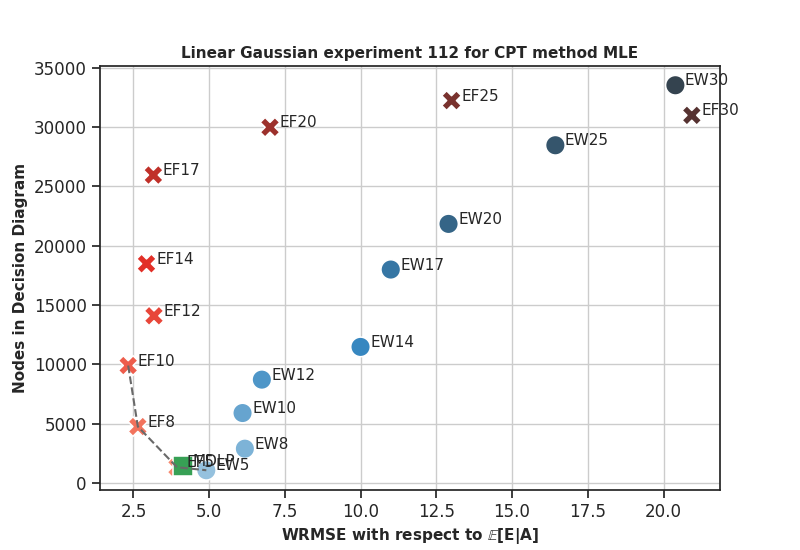 Linear Gaussian experiment 112 for CPT method MLE
Nodes in Decision Diagram
35000
30000
25000
20000
15000
10000
5000
0
EW30
EF30
EF25
EF20
EW25
EF17
EW20
EF14
EW17
EF12
EW14
EF10
EW12
EW10
EF8
EW8
EF5
MDLP
EW5
2.5 5.0 7.5 10.0 12.5 15.0 17.5 20.0
WRMSE with respect to 𝔼[E|A]